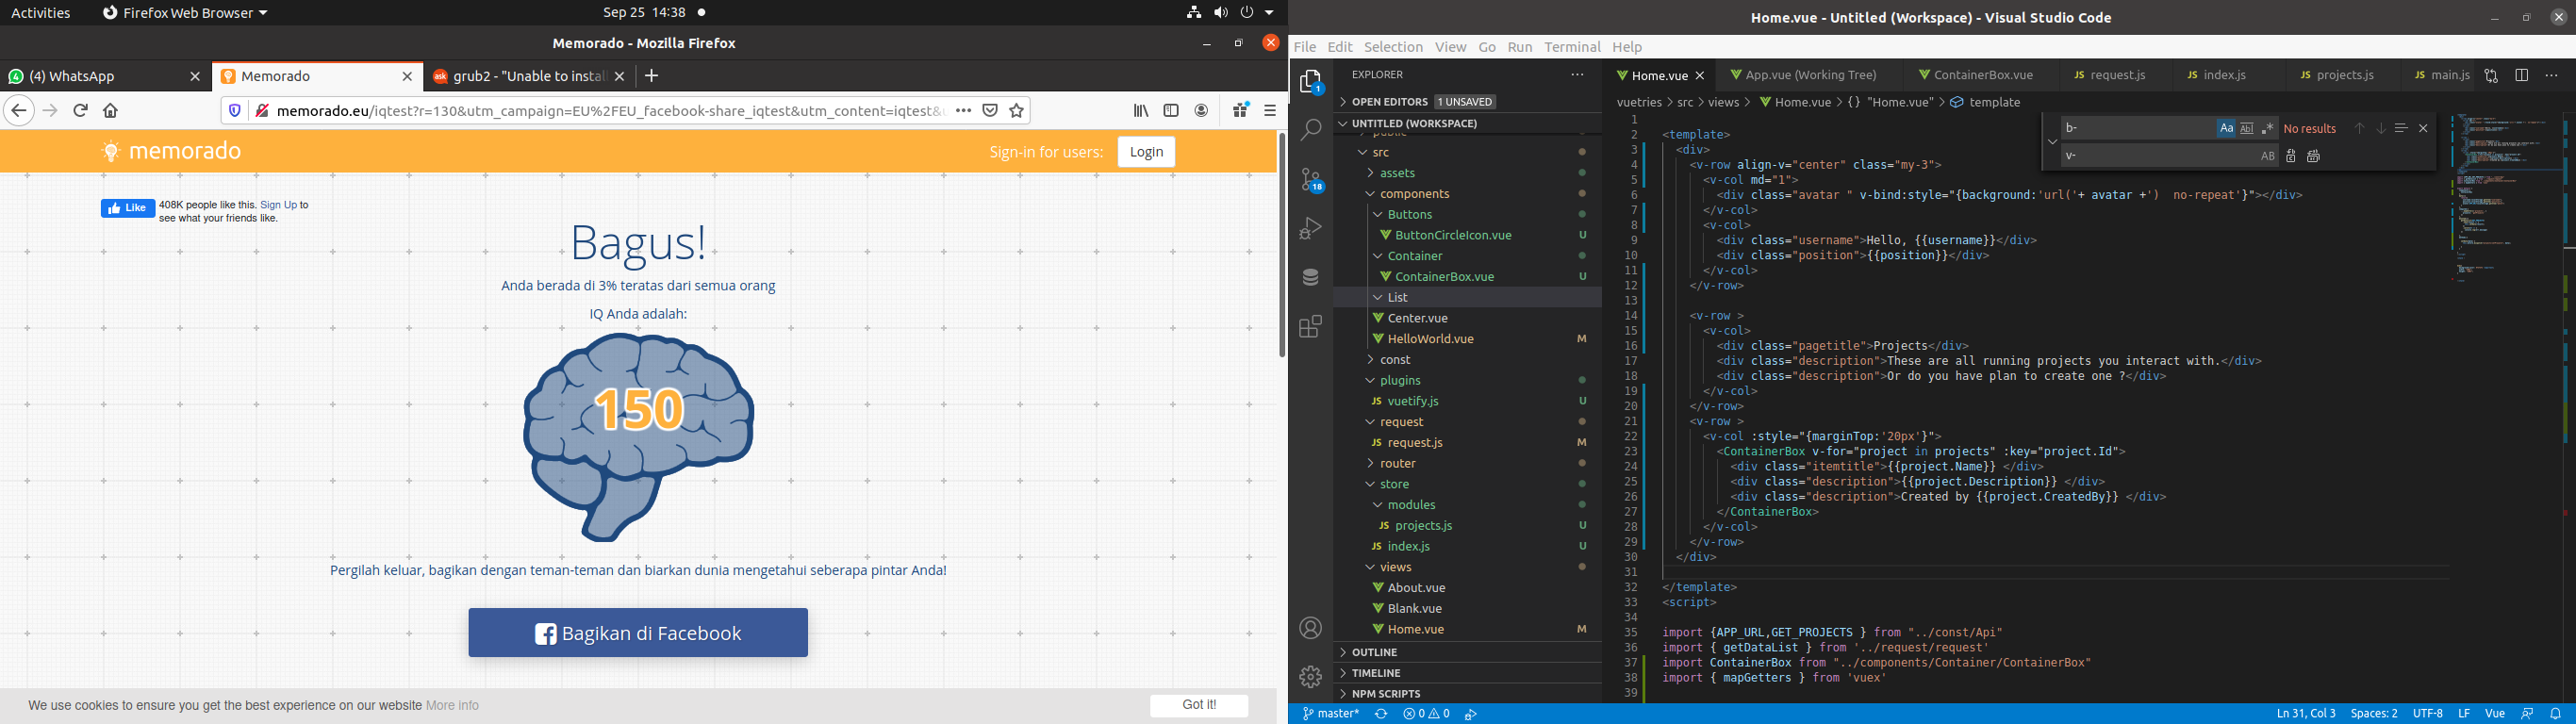 Activities
Firefox Web Browser
Sep 25 14:38
Memorado - Mozilla Firefox
(4) WhatsApp
Memorado
grub2 - "Unable to instal
memorado.eu/iqtest?r=130&utm_campaign=EU%2FEU_facebook-share_iqtest&utm_content=iqtest&u
memorado
Sign-in for users:
Login
Like
408K people like this. Sign Up to
see what your friends like.
Bagus!
Anda berada di 3% teratas dari semua orang
IQ Anda adalah:
150
Pergilah keluar, bagikan dengan teman-teman dan biarkan dunia mengetahui seberapa pintar Anda!
Bagikan di Facebook
We use cookies to ensure you get the best experience on our website More info
Got it!
Home.vue - Untitled (Workspace) - Visual Studio Code
File Edit Selection View Go Run Terminal Help
EXPLORER
OPEN EDITORS 1 UNSAVED
UNTITLED (WORKSPACE)
public
src
assets
components
Buttons
ButtonCircleIcon.vue U
Container
ContainerBox.vue U
List
Center.vue
HelloWorld.vue M
const
plugins
JS vuetify.js U
request
JS request.js M
router
store
modules
JS projects.js U
JS index.js U
views
About.vue
Blank.vue
Home.vue M
OUTLINE
TIMELINE
NPM SCRIPTS
1
18
Home.vue
App.vue (Working Tree)
ContainerBox.vue
JS request.js
JS index.js
JS projects.js
JS main.js
vuetries > src > views > Home.vue > {} "Home.vue" > template
b-
Aa Abl .*
No results
v-
AB
1
2 <template>
3 <div>
4 <v-row align-v="center" class="my-3">
5 <v-col md="1">
6 <div class="avatar " v-bind:style="{background:'url('+ avatar +')  no-repeat'}"></div>
7 </v-col>
8 <v-col>
9 <div class="username">Hello, {{username}}</div>
10 <div class="position">{{position}}</div>
11 </v-col>
12 </v-row>
13
14 <v-row >
15 <v-col>
16 <div class="pagetitle">Projects</div>
17 <div class="description">These are all running projects you interact with.</div>
18 <div class="description">Or do you have plan to create one ?</div>
19 </v-col>
20 </v-row>
21 <v-row >
22 <v-col :style="{marginTop:'20px'}">
23 <ContainerBox v-for="project in projects" :key="project.Id">
24 <div class="itemtitle">{{project.Name}} </div>
25 <div class="description">{{project.Description}} </div>
26 <div class="description">Created by {{project.CreatedBy}} </div>
27 </ContainerBox>
28 </v-col>
29 </v-row>
30 </div>
31
32 </template>
33 <script>
34
35 import {APP_URL,GET_PROJECTS } from "../const/Api"
36 import { getDataList } from '../request/request'
37 import ContainerBox from "../components/Container/ContainerBox"
38 import { mapGetters } from 'vuex'
39
master*
0 0
Ln 31, Col 3
Spaces: 2
UTF-8
LF
Vue